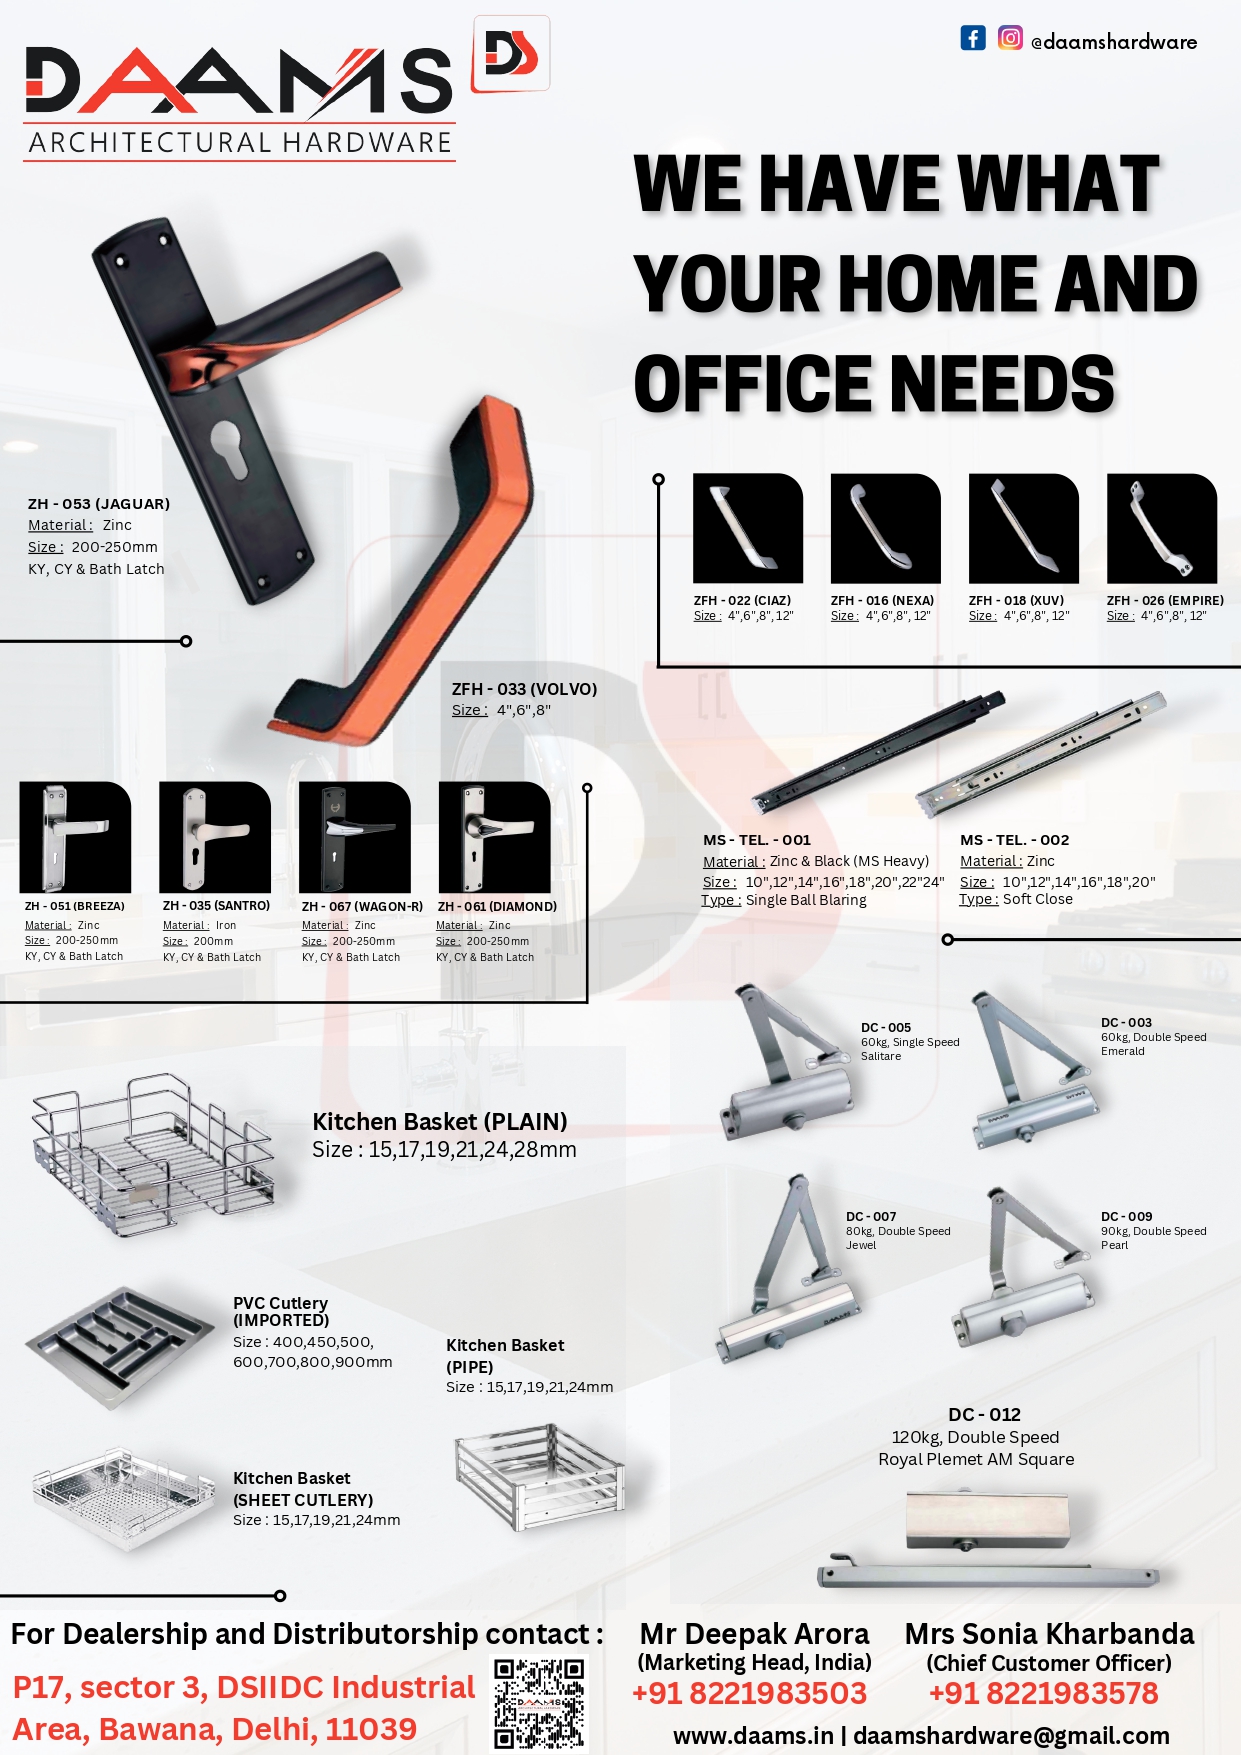 DAAMS
ARCHITECTURAL HARDWARE
DS
@daamshardware
WE HAVE WHAT
YOUR HOME AND
OFFICE NEEDS
ZH - 053 (JAGUAR)
Material : Zinc
Size : 200-250mm
KY, CY & Bath Latch
ZFH - 033 (VOLVO)
Size : 4",6",8"
ZFH - 022 (CIAZ)
Size : 4",6",8", 12"
ZFH - 016 (NEXA)
Size : 4",6",8", 12"
ZFH - 018 (XUV)
Size : 4",6",8", 12"
ZFH - 026 (EMPIRE)
Size : 4",6",8", 12"
MS - TEL. - 001
Material : Zinc & Black (MS Heavy)
Size : 10",12",14",16",18",20",22"24"
Type : Single Ball Blaring
MS - TEL. - 002
Material : Zinc
Size : 10",12",14",16",18",20"
Type : Soft Close
ZH - 051 (BREEZA)
Material : Zinc
Size : 200-250mm
KY, CY & Bath Latch
ZH - 035 (SANTRO)
Material : Iron
Size : 200mm
KY, CY & Bath Latch
ZH - 067 (WAGON-R)
Material : Zinc
Size : 200-250mm
KY, CY & Bath Latch
ZH - 061 (DIAMOND)
Material : Zinc
Size : 200-250mm
KY, CY & Bath Latch
DC - 005
60kg, Single Speed
Salitare
DC - 003
60kg, Double Speed
Emerald
DC - 007
80kg, Double Speed
Jewel
DC - 009
90kg, Double Speed
Pearl
DC - 012
120kg, Double Speed
Royal Plemet AM Square
Kitchen Basket (PLAIN)
Size : 15,17,19,21,24,28mm
PVC Cutlery
(IMPORTED)
Size : 400,450,500,
600,700,800,900mm
Kitchen Basket
(PIPE)
Size : 15,17,19,21,24mm
Kitchen Basket
(SHEET CUTLERY)
Size : 15,17,19,21,24mm
For Dealership and Distributorship contact :
P17, sector 3, DSIIDC Industrial
Area, Bawana, Delhi, 11039
DAAMS
Mr Deepak Arora
(Marketing Head, India)
+91 8221983503
Mrs Sonia Kharbanda
(Chief Customer Officer)
+91 8221983578
www.daams.in | daamshardware@gmail.com